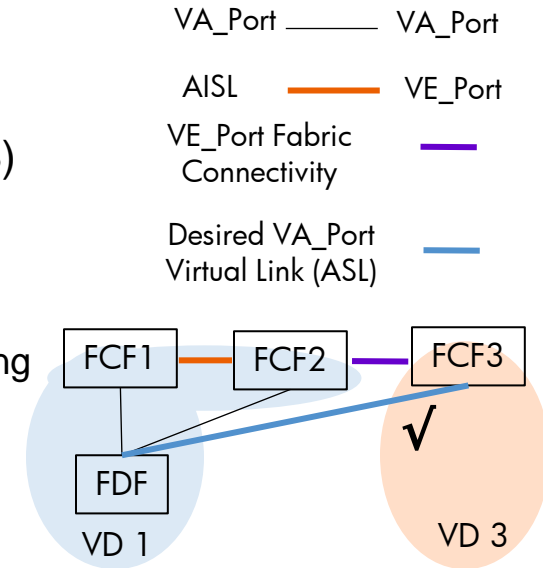 VA_Port VA_Port
AISL VE_Port
)
VE_Port Fabric
Connectivity
Desired VA_Port
Virtual Link (ASL)
ng
FCF1 FCF2 FCF3
√
FDF
VD 1 VD 3